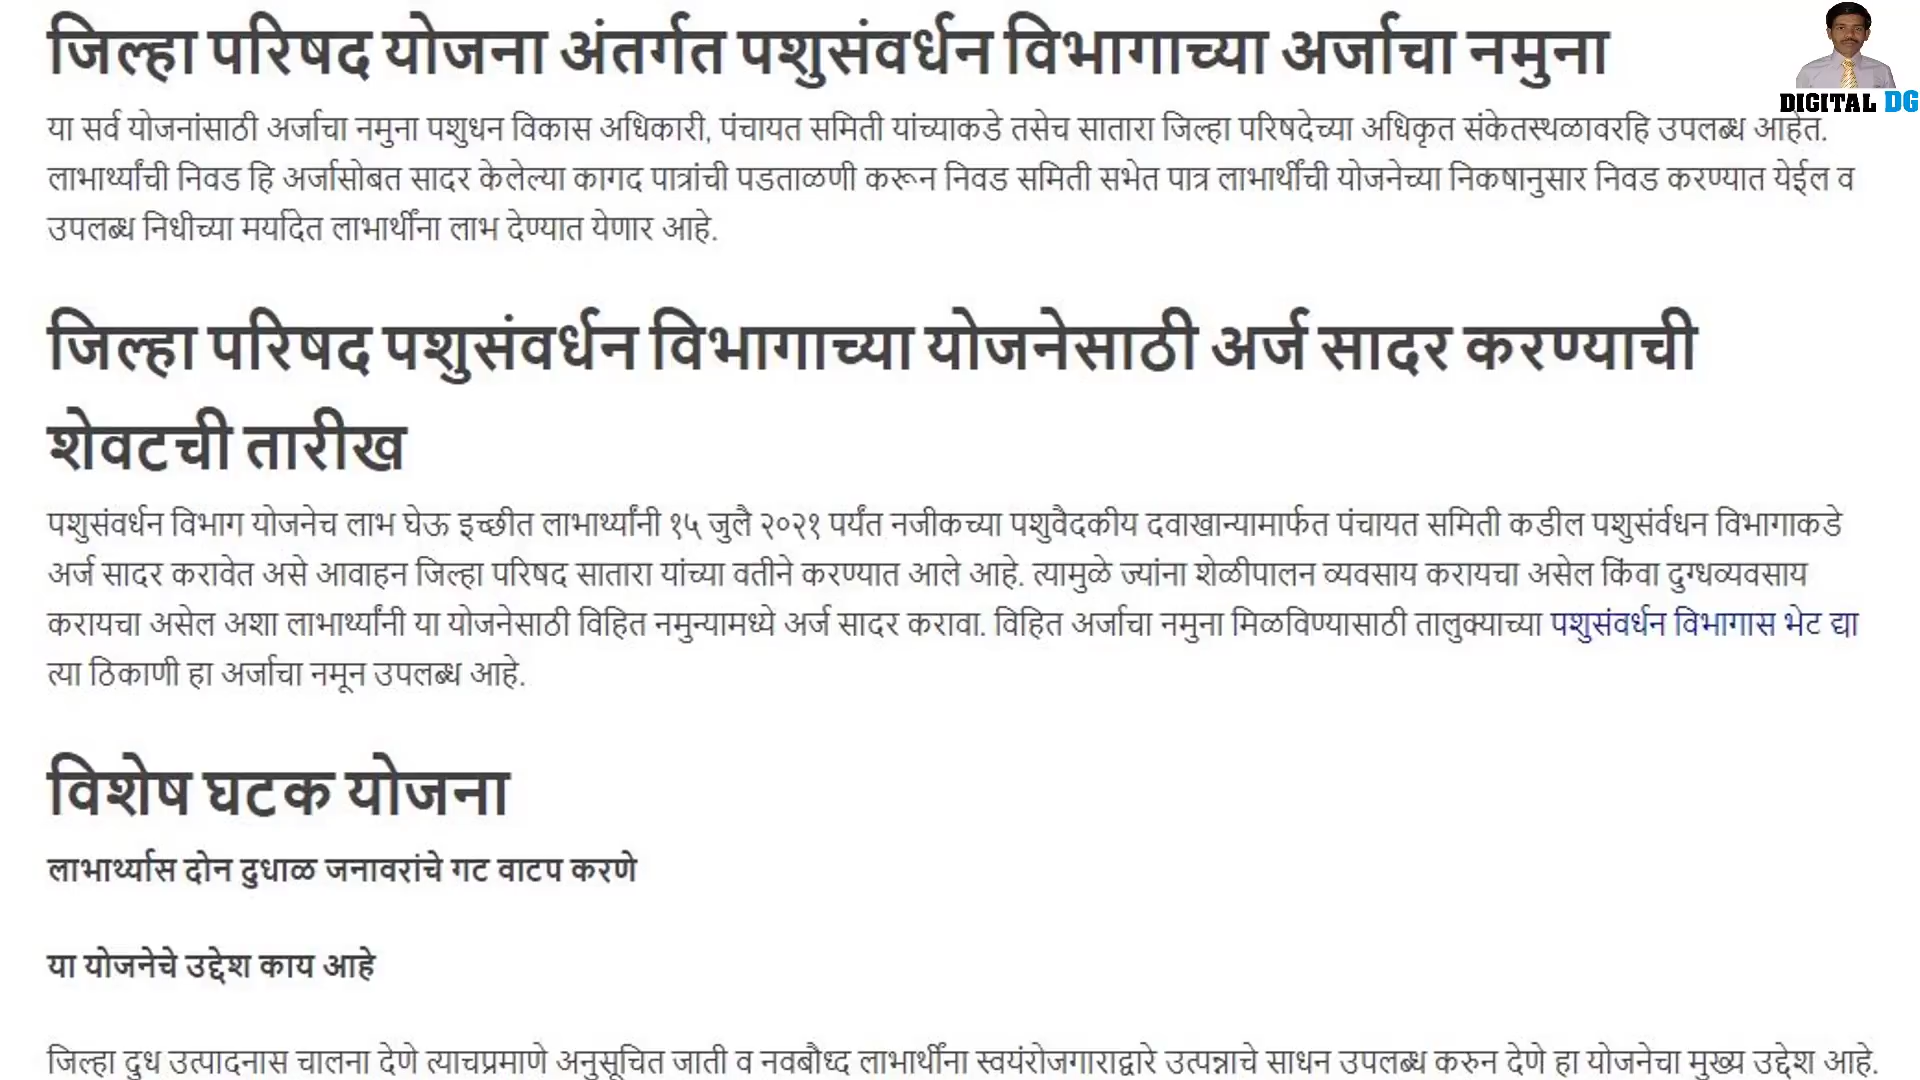 जिल्हा परिषद योजना अंतर्गत पशुसंवर्धन विभागाच्या अर्जाचा नमुना
DIGITAL DG
या सर्व योजनांसाठी अर्जाचा नमुना पशुधन विकास अधिकारी, पंचायत समिती यांच्याकडे तसेच सातारा जिल्हा परिषदेच्या अधिकृत संकेतस्थळावरहि उपलब्ध आहेत.
लाभार्थ्यांची निवड हि अर्जासोबत सादर केलेल्या कागद पात्रांची पडताळणी करून निवड समिती सभेत पात्र लाभार्थींची योजनेच्या निकषानुसार निवड करण्यात येईल व
उपलब्ध निधीच्या मर्यादेत लाभार्थींना लाभ देण्यात येणार आहे.
जिल्हा परिषद पशुसंवर्धन विभागाच्या योजनेसाठी अर्ज सादर करण्याची
शेवटची तारीख
पशुसंवर्धन विभाग योजनेच लाभ घेऊ इच्छीत लाभार्थ्यांनी १५ जुलै २०२१ पर्यंत नजीकच्या पशुवैदकीय दवाखान्यामार्फत पंचायत समिती कडील पशुसंर्वधन विभागाकडे
अर्ज सादर करावेत असे आवाहन जिल्हा परिषद सातारा यांच्या वतीने करण्यात आले आहे. त्यामुळे ज्यांना शेळीपालन व्यवसाय करायचा असेल किंवा दुग्धव्यवसाय
करायचा असेल अशा लाभार्थ्यांनी या योजनेसाठी विहित नमुन्यामध्ये अर्ज सादर करावा. विहित अर्जाचा नमुना मिळविण्यासाठी तालुक्याच्या पशुसंवर्धन विभागास भेट द्या
त्या ठिकाणी हा अर्जाचा नमून उपलब्ध आहे.
विशेष घटक योजना
लाभार्थ्यास दोन दुधाळ जनावरांचे गट वाटप करणे
या योजनेचे उद्देश काय आहे
जिल्हा दुध उत्पादनास चालना देणे त्याचप्रमाणे अनुसूचित जाती व नवबौध्द लाभार्थींना स्वयंरोजगाराद्वारे उत्पन्नाचे साधन उपलब्ध करुन देणे हा योजनेचा मुख्य उद्देश आहे.